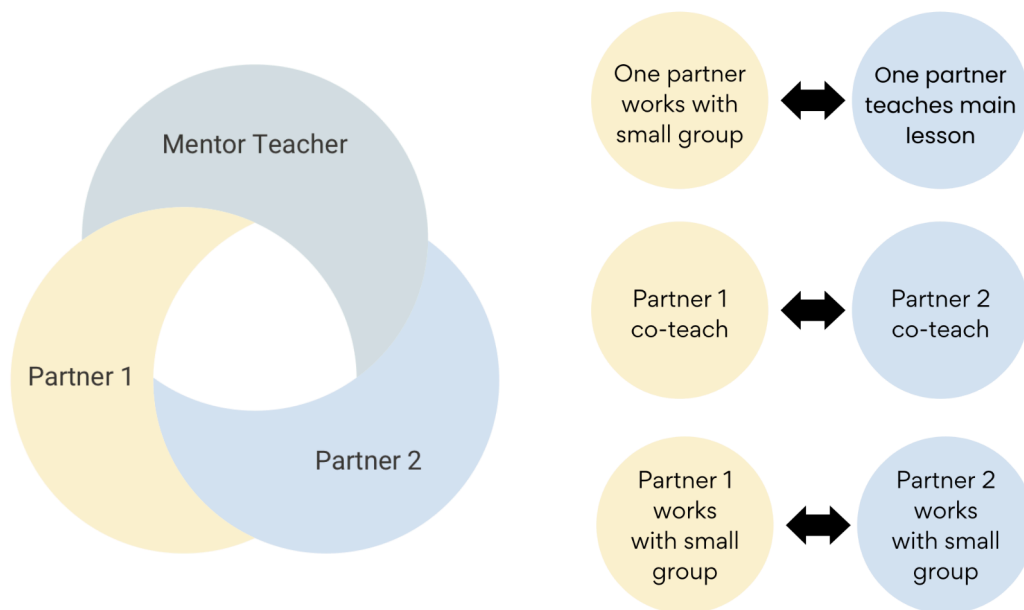 Mentor Teacher
Partner 1
Partner 2
One partner
works with
small group
One partner
teaches main
lesson
Partner 1
co-teach
Partner 2
co-teach
Partner 1
works
with small
group
Partner 2
works
with small
group